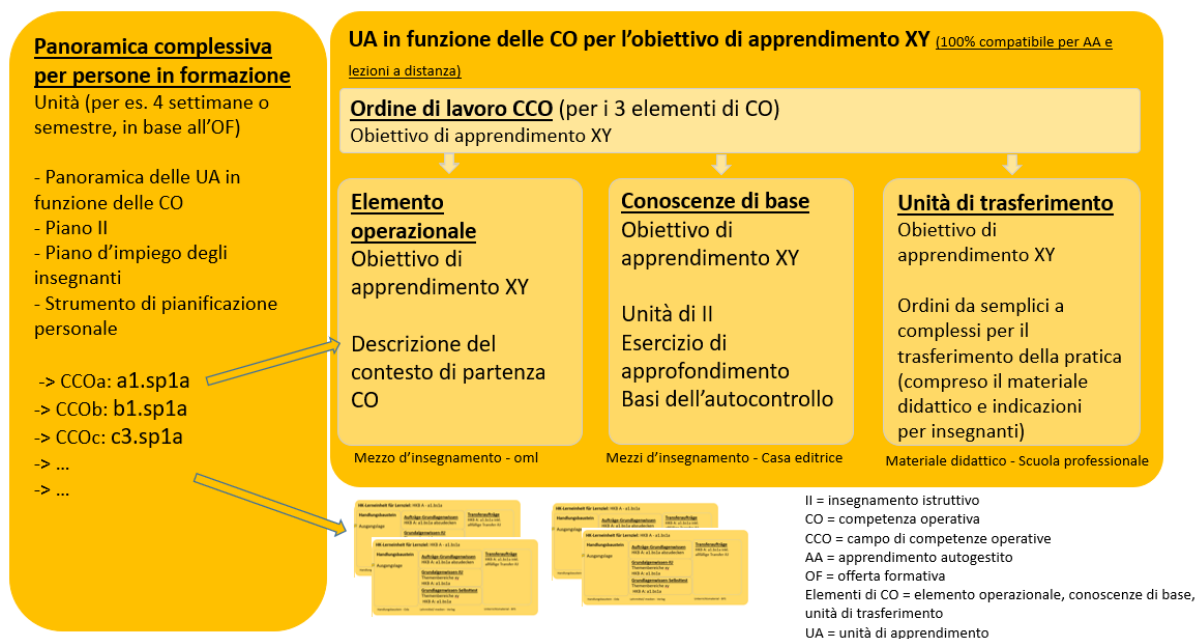 Panoramica complessiva
per persone in formazione
Unità (per es. 4 settimane o
semestre, in base all'OF)
- Panoramica delle UA in
funzione delle CO
- Piano II
- Piano d'impiego degli
insegnanti
- Strumento di pianificazione
personale
-> CCOa: a1.sp1a
-> CCOb: b1.sp1a
-> CCOc: c3.sp1a
-> ...
-> ...
UA in funzione delle CO per l'obiettivo di apprendimento XY (100% compatibile per AA e
lezioni a distanza)
Ordine di lavoro CCO (per i 3 elementi di CO)
Obiettivo di apprendimento XY
Elemento
operazionale
Obiettivo di
apprendimento XY
Descrizione del
contesto di partenza
CO
Mezzo d'insegnamento - oml
Conoscenze di base
Obiettivo di
apprendimento XY
Unità di II
Esercizio di
approfondimento
Basi dell'autocontrollo
Mezzi d'insegnamento - Casa editrice
Unità di trasferimento
Obiettivo di
apprendimento XY
Ordini da semplici a
complessi per il
trasferimento della pratica
(compreso il materiale
didattico e indicazioni
per insegnanti)
Materiale didattico - Scuola professionale
II = insegnamento istruttivo
CO = competenza operativa
CCO = campo di competenze operative
AA = apprendimento autogestito
OF = offerta formativa
Elementi di CO = elemento operazionale, conoscenze di base,
unità di trasferimento
UA = unità di apprendimento